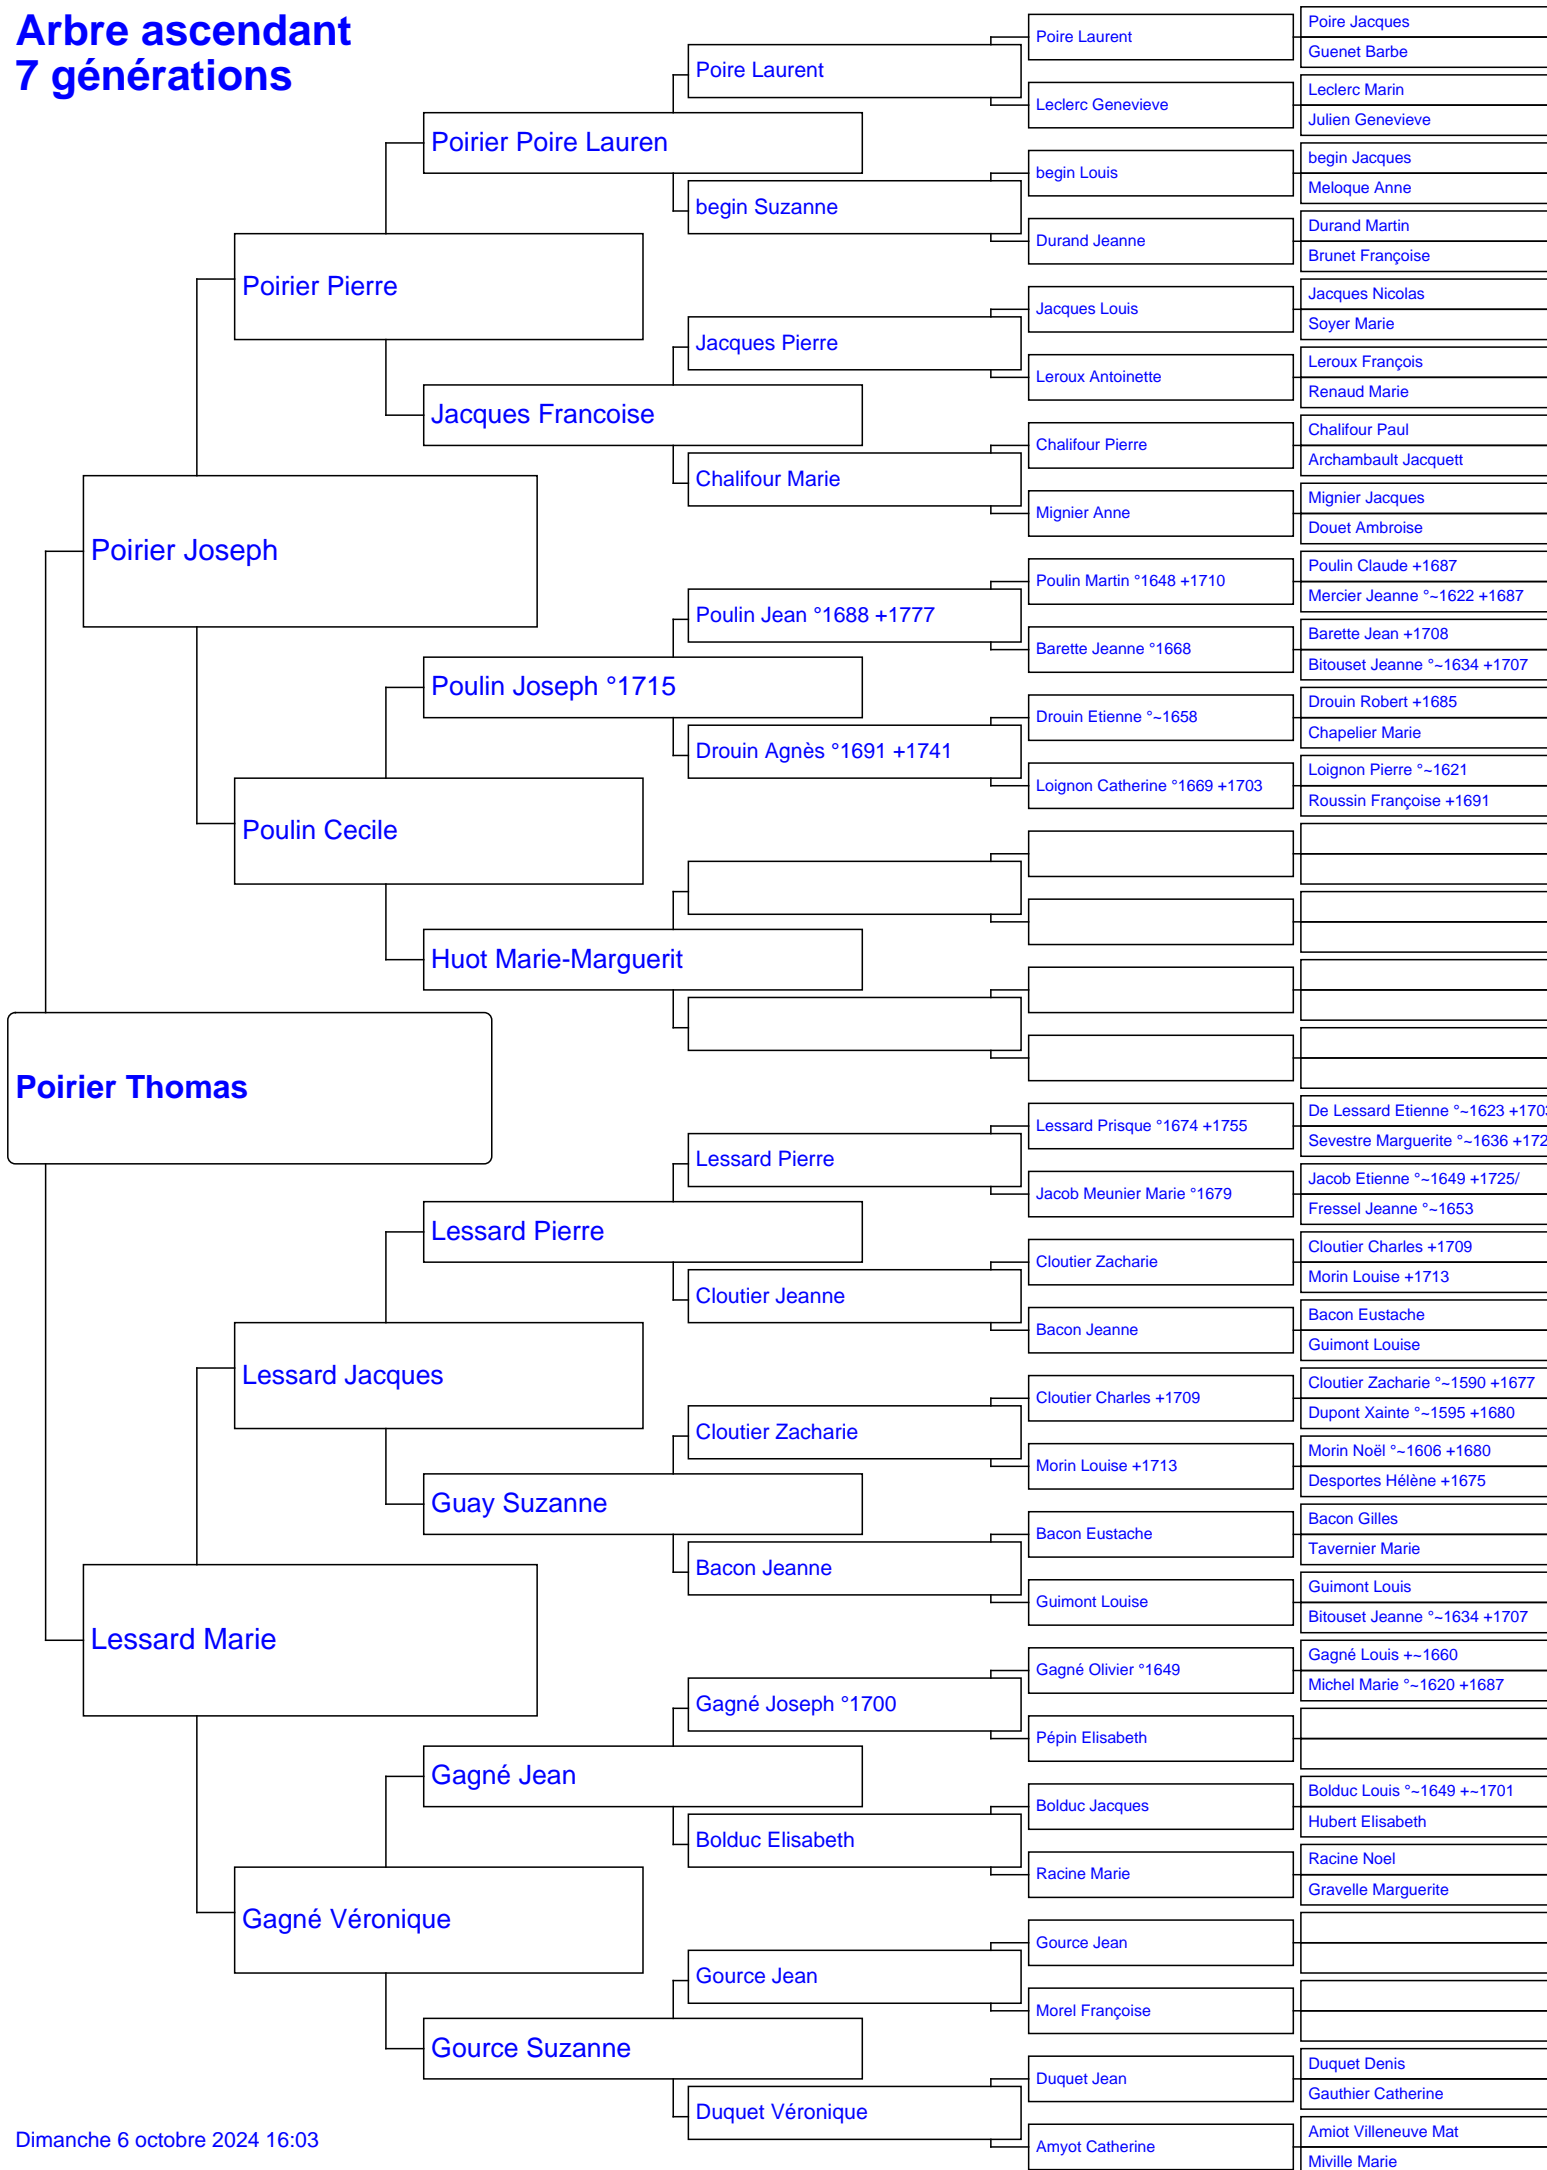 Arbre ascendant
7 générations
Poirier Thomas
Poirier Joseph
Lessard Marie
Poirier Pierre
Poulin Cecile
Lessard Jacques
Gagné Véronique
Poirier Poire Lauren
Jacques Francoise
Poulin Joseph °1715
Huot Marie-Marguerit
Lessard Pierre
Guay Suzanne
Gagné Jean
Gource Suzanne
Poire Laurent
begin Suzanne
Jacques Pierre
Chalifour Marie
Poulin Jean °1688 +1777
Drouin Agnès °1691 +1741
Lessard Pierre
Cloutier Jeanne
Cloutier Zacharie
Bacon Jeanne
Gagné Joseph °1700
Bolduc Elisabeth
Gource Jean
Duquet Véronique
Poire Laurent
Leclerc Genevieve
begin Louis
Durand Jeanne
Jacques Louis
Leroux Antoinette
Chalifour Pierre
Mignier Anne
Poulin Martin °1648 +1710
Barette Jeanne °1668
Drouin Etienne °~1658
Loignon Catherine °1669 +1703
Lessard Prisque °1674 +1755
Jacob Meunier Marie °1679
Cloutier Zacharie
Bacon Jeanne
Cloutier Charles +1709
Morin Louise +1713
Bacon Eustache
Guimont Louise
Gagné Olivier °1649
Pépin Elisabeth
Bolduc Jacques
Racine Marie
Gource Jean
Morel Françoise
Duquet Jean
Amyot Catherine
Poire Jacques
Guenet Barbe
Leclerc Marin
Julien Genevieve
begin Jacques
Meloque Anne
Durand Martin
Brunet Françoise
Jacques Nicolas
Soyer Marie
Leroux François
Renaud Marie
Chalifour Paul
Archambault Jacquett
Mignier Jacques
Douet Ambroise
Poulin Claude +1687
Mercier Jeanne °~1622 +1687
Barette Jean +1708
Bitouset Jeanne °~1634 +1707
Drouin Robert +1685
Chapelier Marie
Loignon Pierre °~1621
Roussin Françoise +1691
De Lessard Etienne °~1623 +1703
Sevestre Marguerite °~1636 +172
Jacob Etienne °~1649 +1725/
Fressel Jeanne °~1653
Cloutier Charles +1709
Morin Louise +1713
Bacon Eustache
Guimont Louise
Cloutier Zacharie °~1590 +1677
Dupont Xainte °~1595 +1680
Morin Noël °~1606 +1680
Desportes Hélène +1675
Bacon Gilles
Tavernier Marie
Guimont Louis
Bitouset Jeanne °~1634 +1707
Gagné Louis +~1660
Michel Marie °~1620 +1687
Bolduc Louis °~1649 +~1701
Hubert Elisabeth
Racine Noel
Gravelle Marguerite
Duquet Denis
Gauthier Catherine
Amiot Villeneuve Mat
Miville Marie
Dimanche 6 octobre 2024 16:03